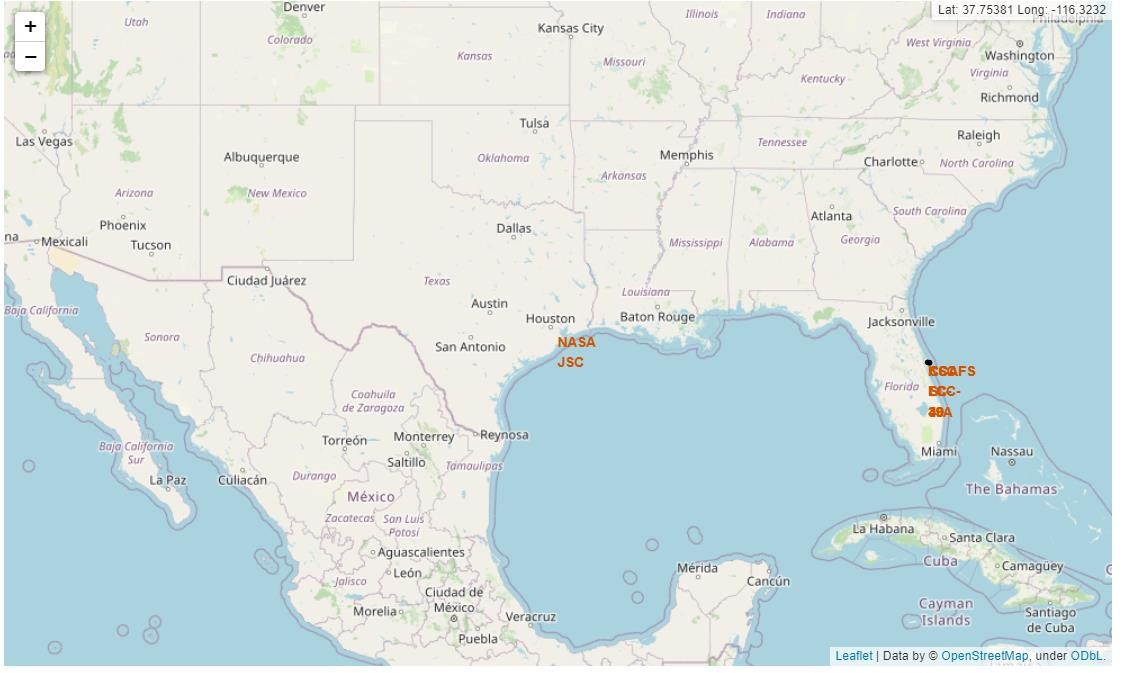 Denver
Lat: 37.75381 Long: -116.3232
+
−
Utah
Colorado
Kansas
Kansas City
Illinois
Indiana
Philadelphia
Missouri
West Virginia
Washington
Kentucky
Virginia
Richmond
Las Vegas
Tulsa
Raleigh
Albuquerque
Oklahoma
Memphis
Tennessee
Charlotte
North Carolina
Arkansas
Arizona
New Mexico
Phoenix
Atlanta
South Carolina
Dallas
na
Mexicali
Tucson
Mississippi
Alabama
Georgia
Ciudad Juárez
Texas
Louisiana
Baja California
Austin
Houston
Baton Rouge
Jacksonville
Sonora
San Antonio
NASA
JSC
Chihuahua
Florida
Coahuila
de Zaragoza
Torreón
Monterrey
Reynosa
Baja California
Sur
Saltillo
Tamaulipas
Miami
Nassau
La Paz
Culiacán
Durango
The Bahamas
México
Zacatecas
San Luis
Potosí
La Habana
Santa Clara
Aguascalientes
Cuba
Camagüey
León
Jalisco
Mérida
Cancún
Ciudad de
México
Morelia
Veracruz
Cayman
Islands
Santiago
de Cuba
Puebla
Leaflet | Data by © OpenStreetMap, under ODbL.